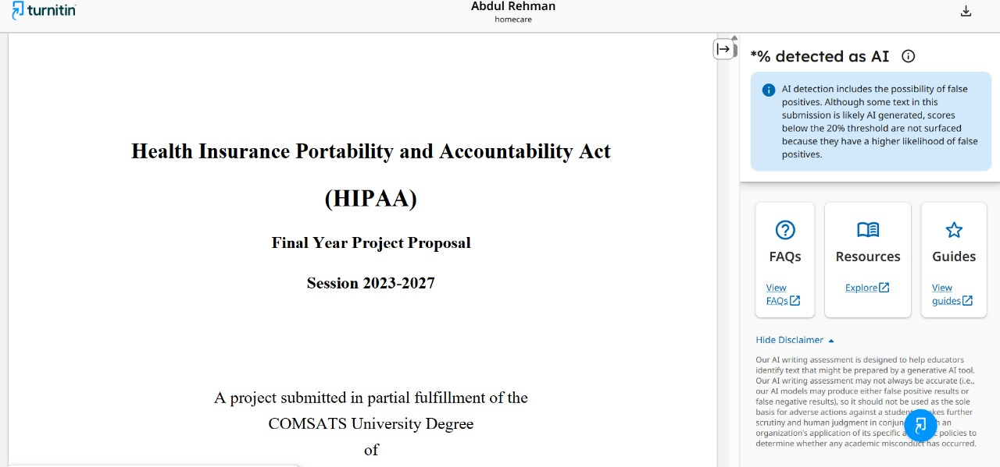 turnitin
Abdul Rehman
homecare
Health Insurance Portability and Accountability Act
(HIPAA)
Final Year Project Proposal
Session 2023-2027
A project submitted in partial fulfillment of the
COMSATS University Degree
of
*% detected as AI
AI detection includes the possibility of false
positives. Although some text in this
submission is likely AI generated, scores
below the 20% threshold are not surfaced
because they have a higher likelihood of false
positives.
FAQs
View
FAQs
Resources
Explore
Guides
View
guides
Hide Disclaimer
Our AI writing assessment is designed to help educators
identify text that might be prepared by a generative AI tool.
Our AI writing assessment may not always be accurate (i.e.,
our AI models may produce either false positive results or
false negative results), so it should not be used as the sole
basis for adverse actions against a student. kes further
scrutiny and human judgment in conjun an
organization's application of its specific a policies to
determine whether any academic misconduct has occurred.